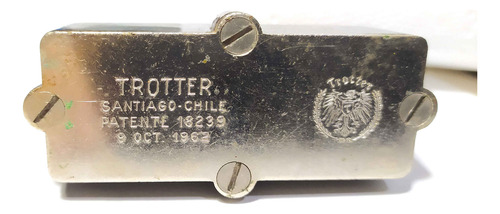 TROTTER
SANTIAGO-CHILE
PATENTE 18239
9 OCT. 1962
Trotter